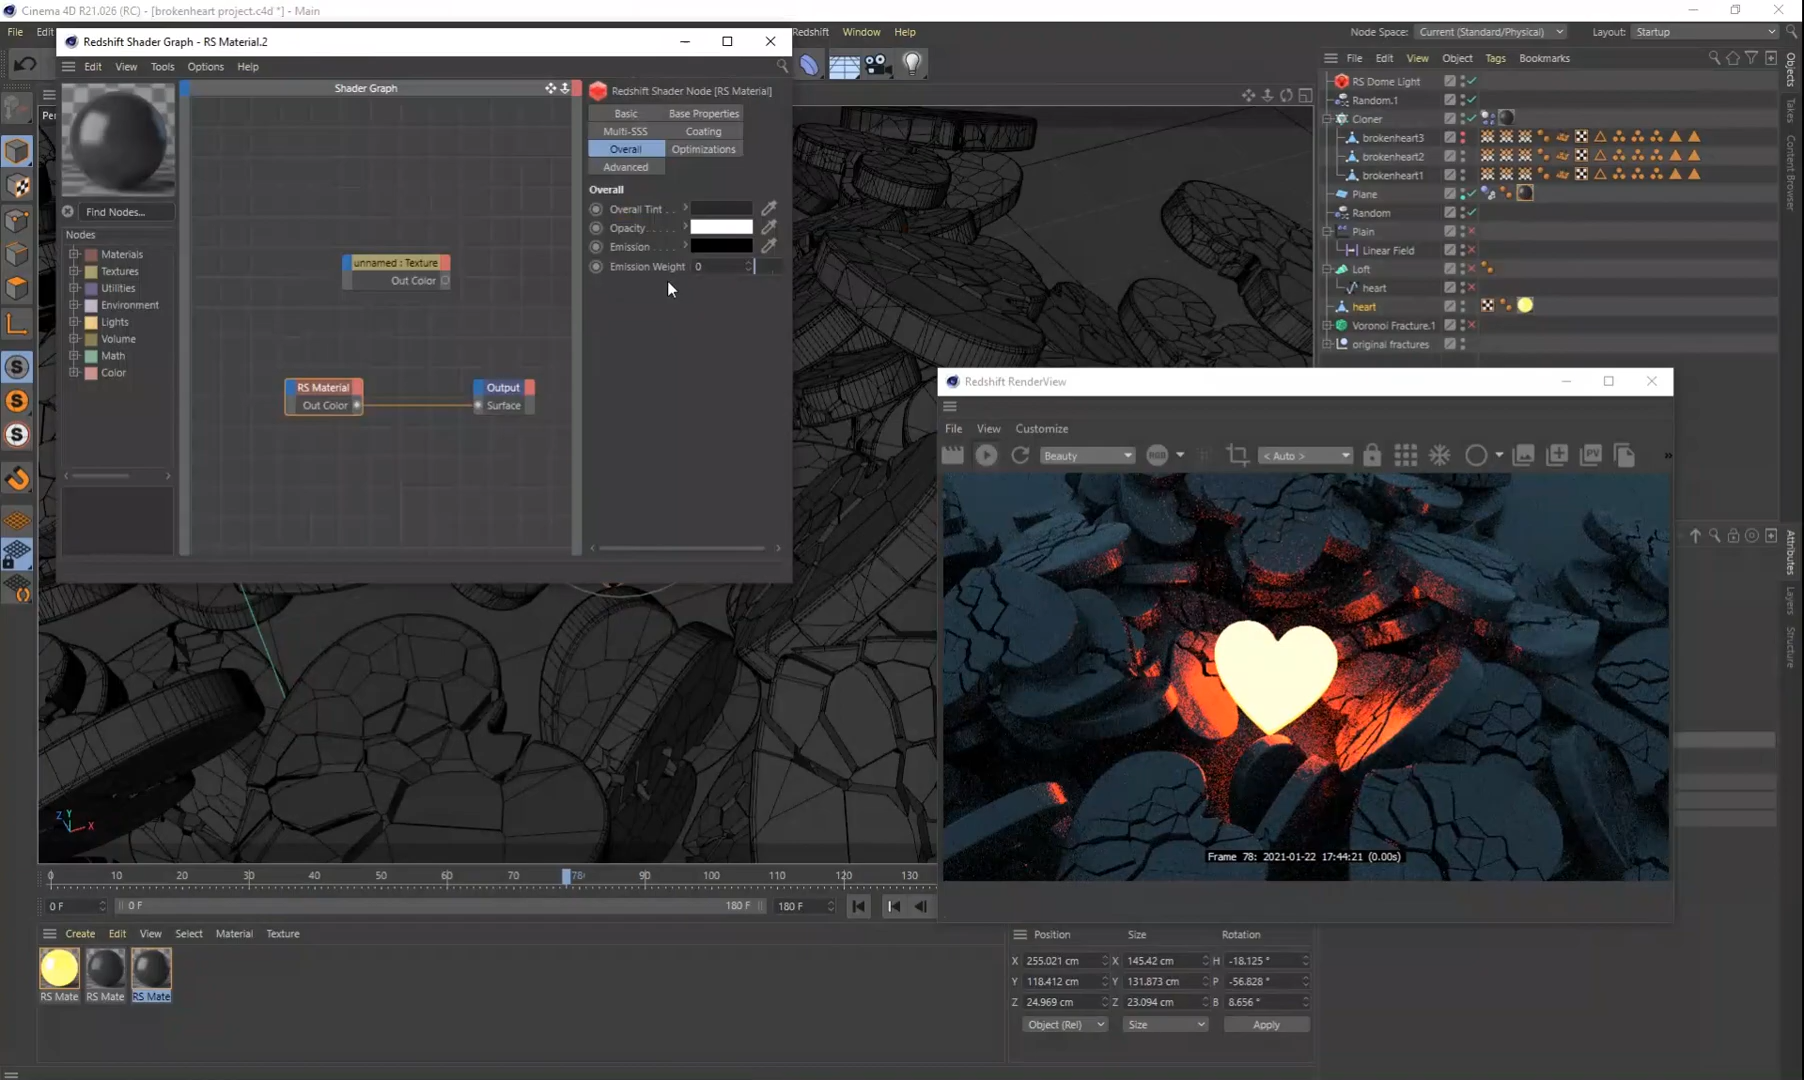 Cinema 4D R21.026 (RC) - [brokenheart project.c4d *] - Main
File
Redshift
Window
Help
Node Space:
Current (Standard/Physical)
Layout:
Startup
Redshift Shader Graph - RS Material.2
Edit
View
Tools
Options
Help
Shader Graph
Find Nodes...
Nodes
Materials
Textures
Utilities
Environment
Lights
Volume
Math
Color
unnamed : Texture
Out Color
RS Material
Out Color
Output
Surface
Redshift Shader Node [RS Material]
Basic
Base Properties
Multi-SSS
Coating
Overall
Optimizations
Advanced
Overall
Overall Tint . .
Opacity. . . . .
Emission . . . .
Emission Weight
0
File
Edit
View
Object
Tags
Bookmarks
RS Dome Light
Random.1
Cloner
brokenheart3
brokenheart2
brokenheart1
Plane
Random
Plain
Linear Field
Loft
heart
heart
Voronoi Fracture.1
original fractures
Objects
Takes
Content Browser
Attributes
Layers
Structure
Redshift RenderView
File
View
Customize
Beauty
RGB
< Auto >
PV
Frame 78: 2021-01-22 17:44:21 (0.00s)
Z
Y
X
0
10
20
30
40
50
60
70
78
90
100
110
120
130
0 F
0 F
180 F
180 F
Create
Edit
View
Select
Material
Texture
RS Mate
RS Mate
RS Mate
Position
Size
Rotation
X 255.021 cm X 145.42 cm H -18.125 °
Y 118.412 cm Y 131.873 cm P -56.828 °
Z 24.969 cm Z 23.094 cm B 8.656 °
Object (Rel)
Size
Apply